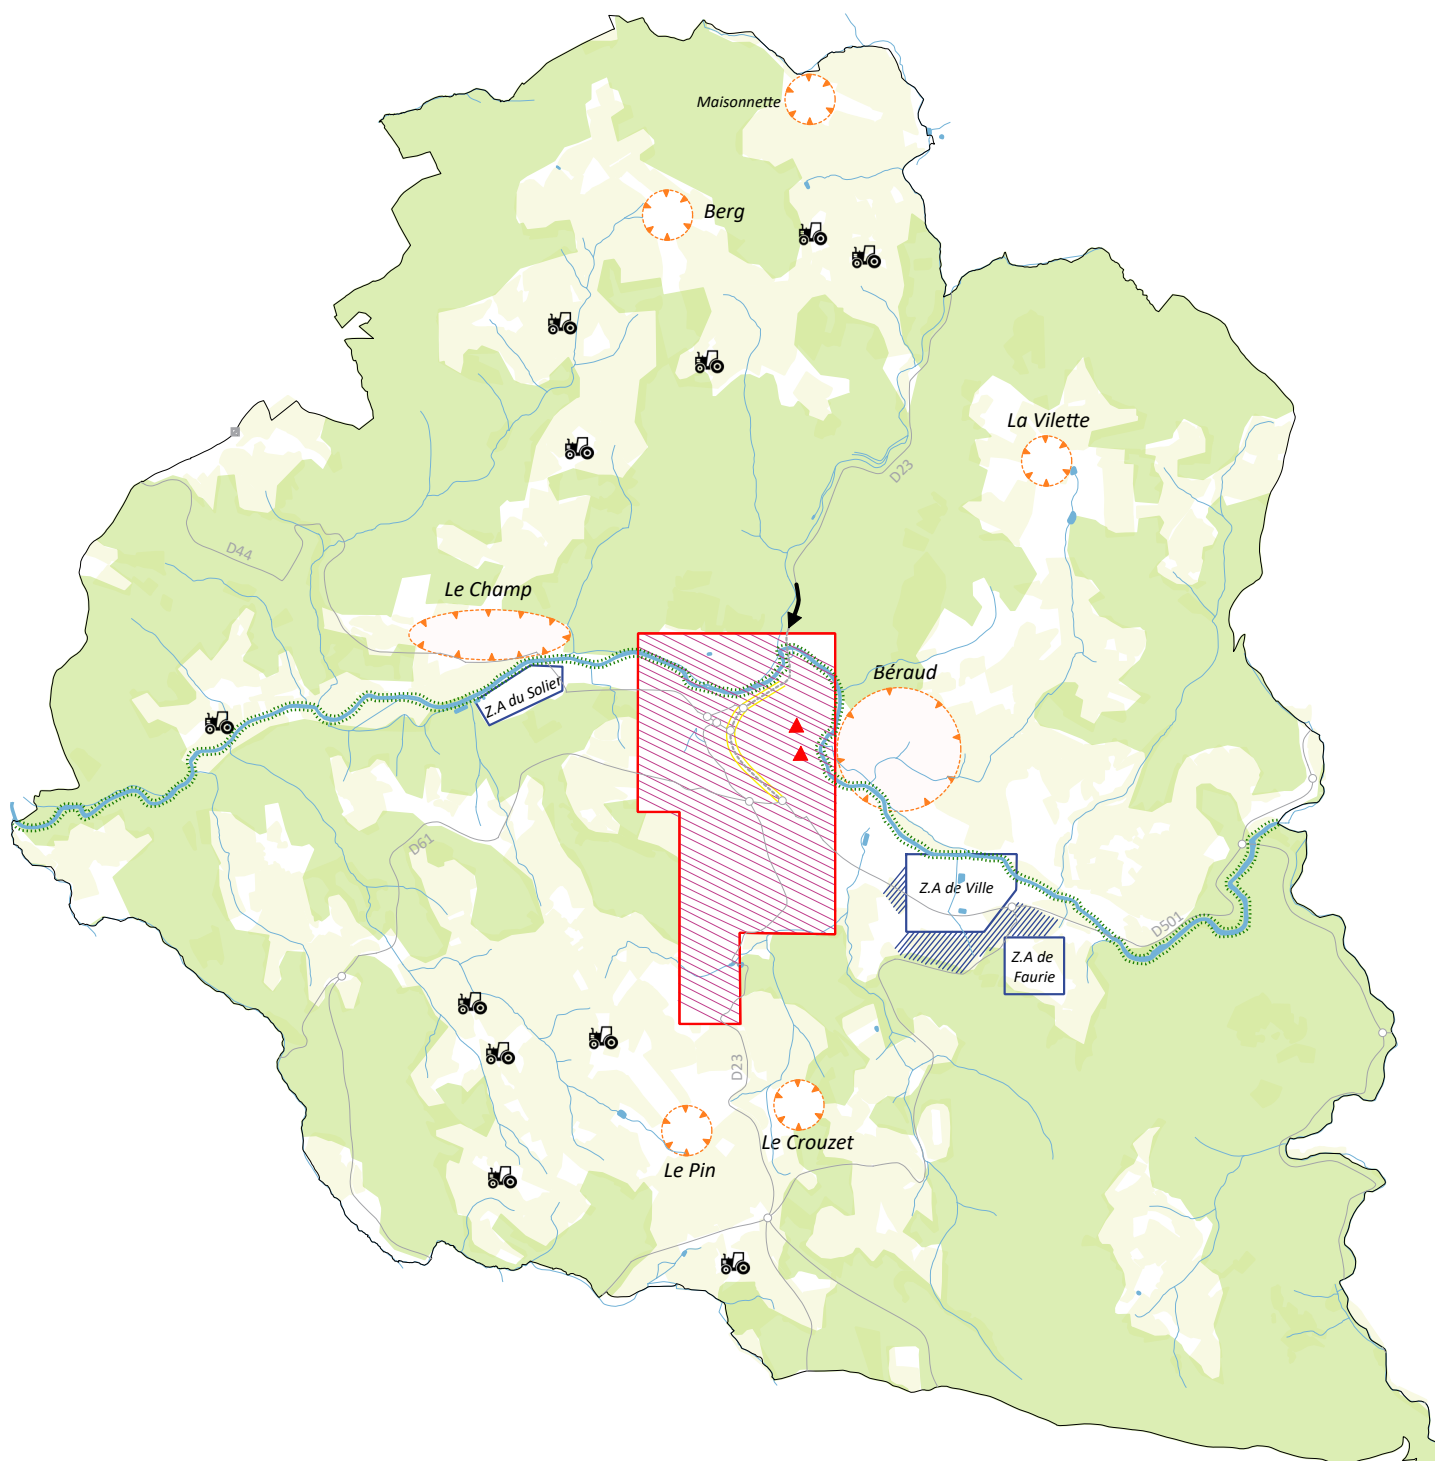 Maisonnette
Berg
La Vilette
D23
D44
Le Champ
Béraud
Z.A du Solier
D61
Z.A de Ville
D501
Z.A de
Faurie
D23
Le Crouzet
Le Pin